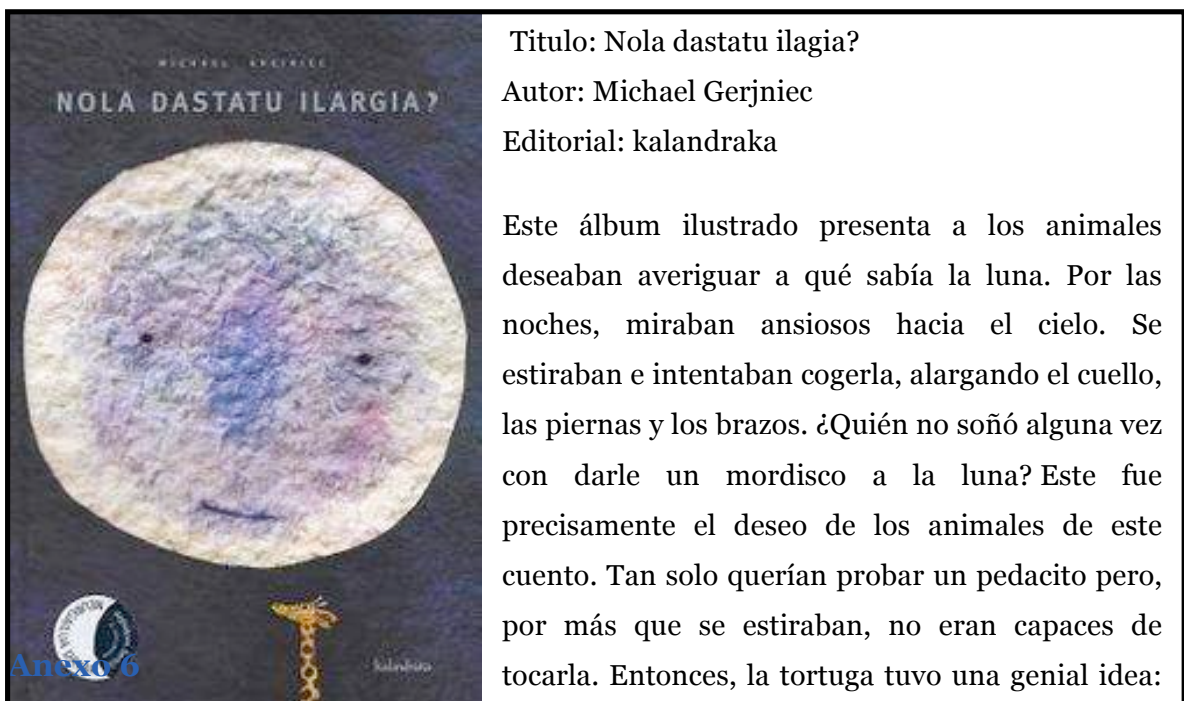 NOLA DASTATU ILARGIA?
kalandraka
Anexo 6
Titulo: Nola dastatu ilagia?
Autor: Michael Gerjniec
Editorial: kalandraka
Este álbum ilustrado presenta a los animales
deseaban averiguar a qué sabía la luna. Por las
noches, miraban ansiosos hacia el cielo. Se
estiraban e intentaban cogerla, alargando el cuello,
las piernas y los brazos. ¿Quién no soñó alguna vez
con darle un mordisco a la luna? Este fue
precisamente el deseo de los animales de este
cuento. Tan solo querían probar un pedacito pero,
por más que se estiraban, no eran capaces de
tocarla. Entonces, la tortuga tuvo una genial idea: